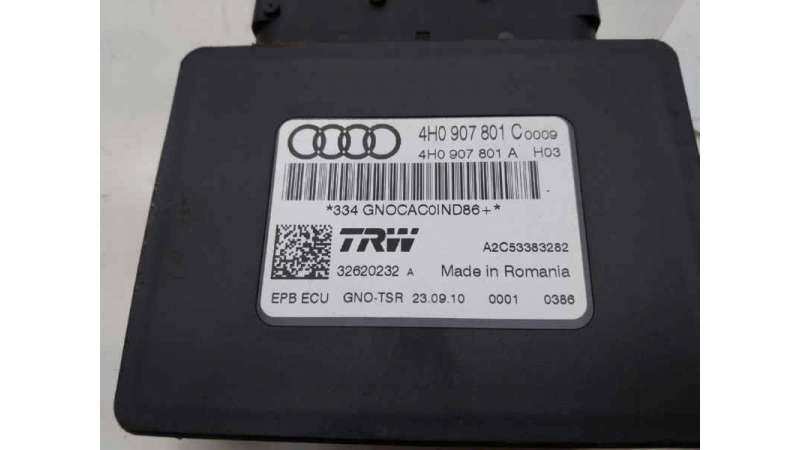 4H0 907 801 C 0009
4H0 907 801 A H03
*334 GNOCAC0IND86+*
TRW
A2C53383282
32620232 A Made in Romania
EPB ECU GNO-TSR 23.09.10 0001 0386